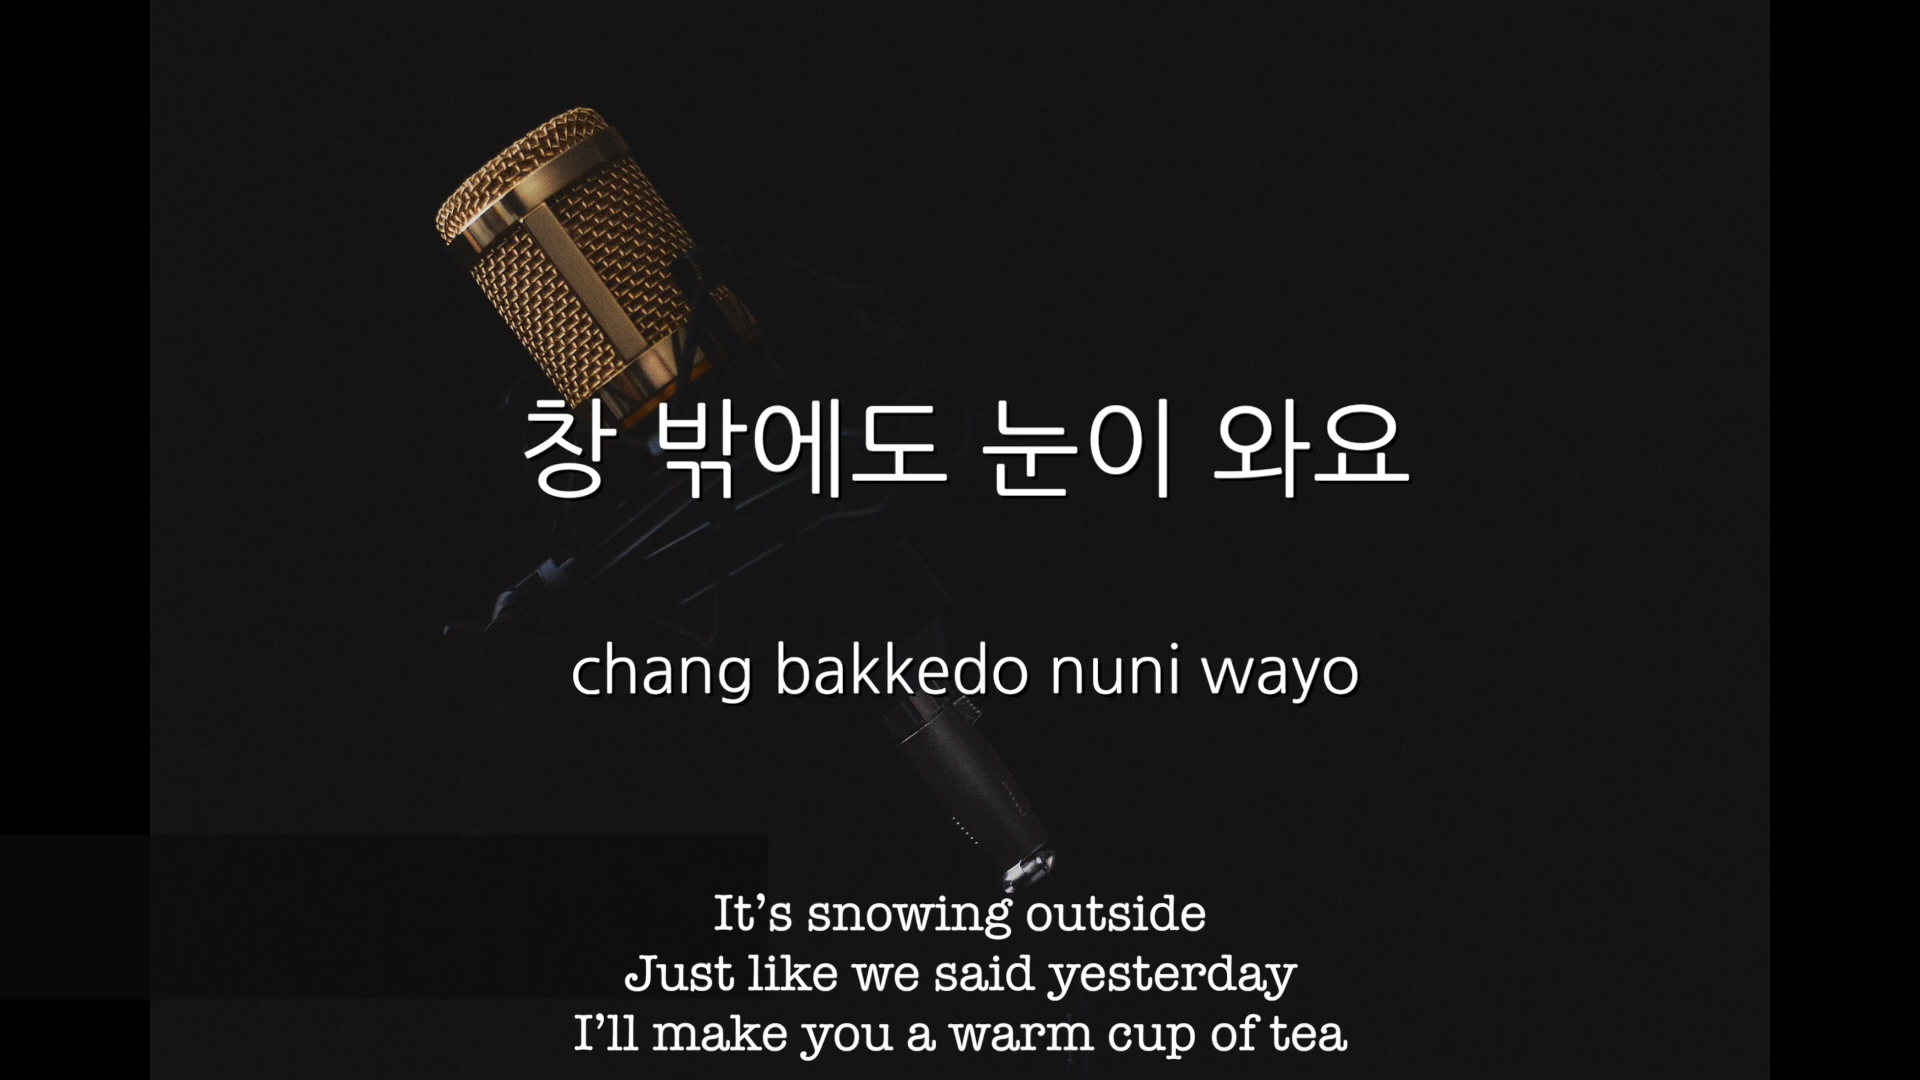 창 밖에도 눈이 와요
chang bakkedo nuni wayo
It’s snowing outside
Just like we said yesterday
I’ll make you a warm cup of tea